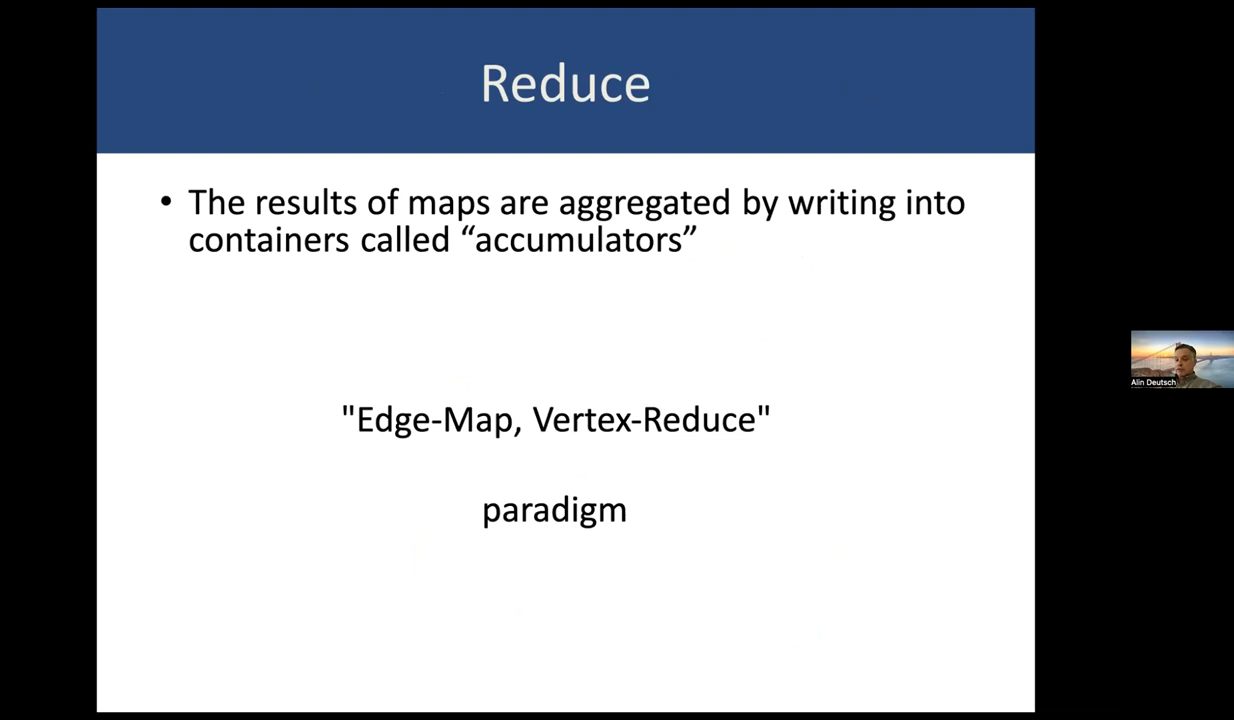 Reduce
• The results of maps are aggregated by writing into
containers called “accumulators”
"Edge-Map, Vertex-Reduce"
paradigm
Alin Deutsch